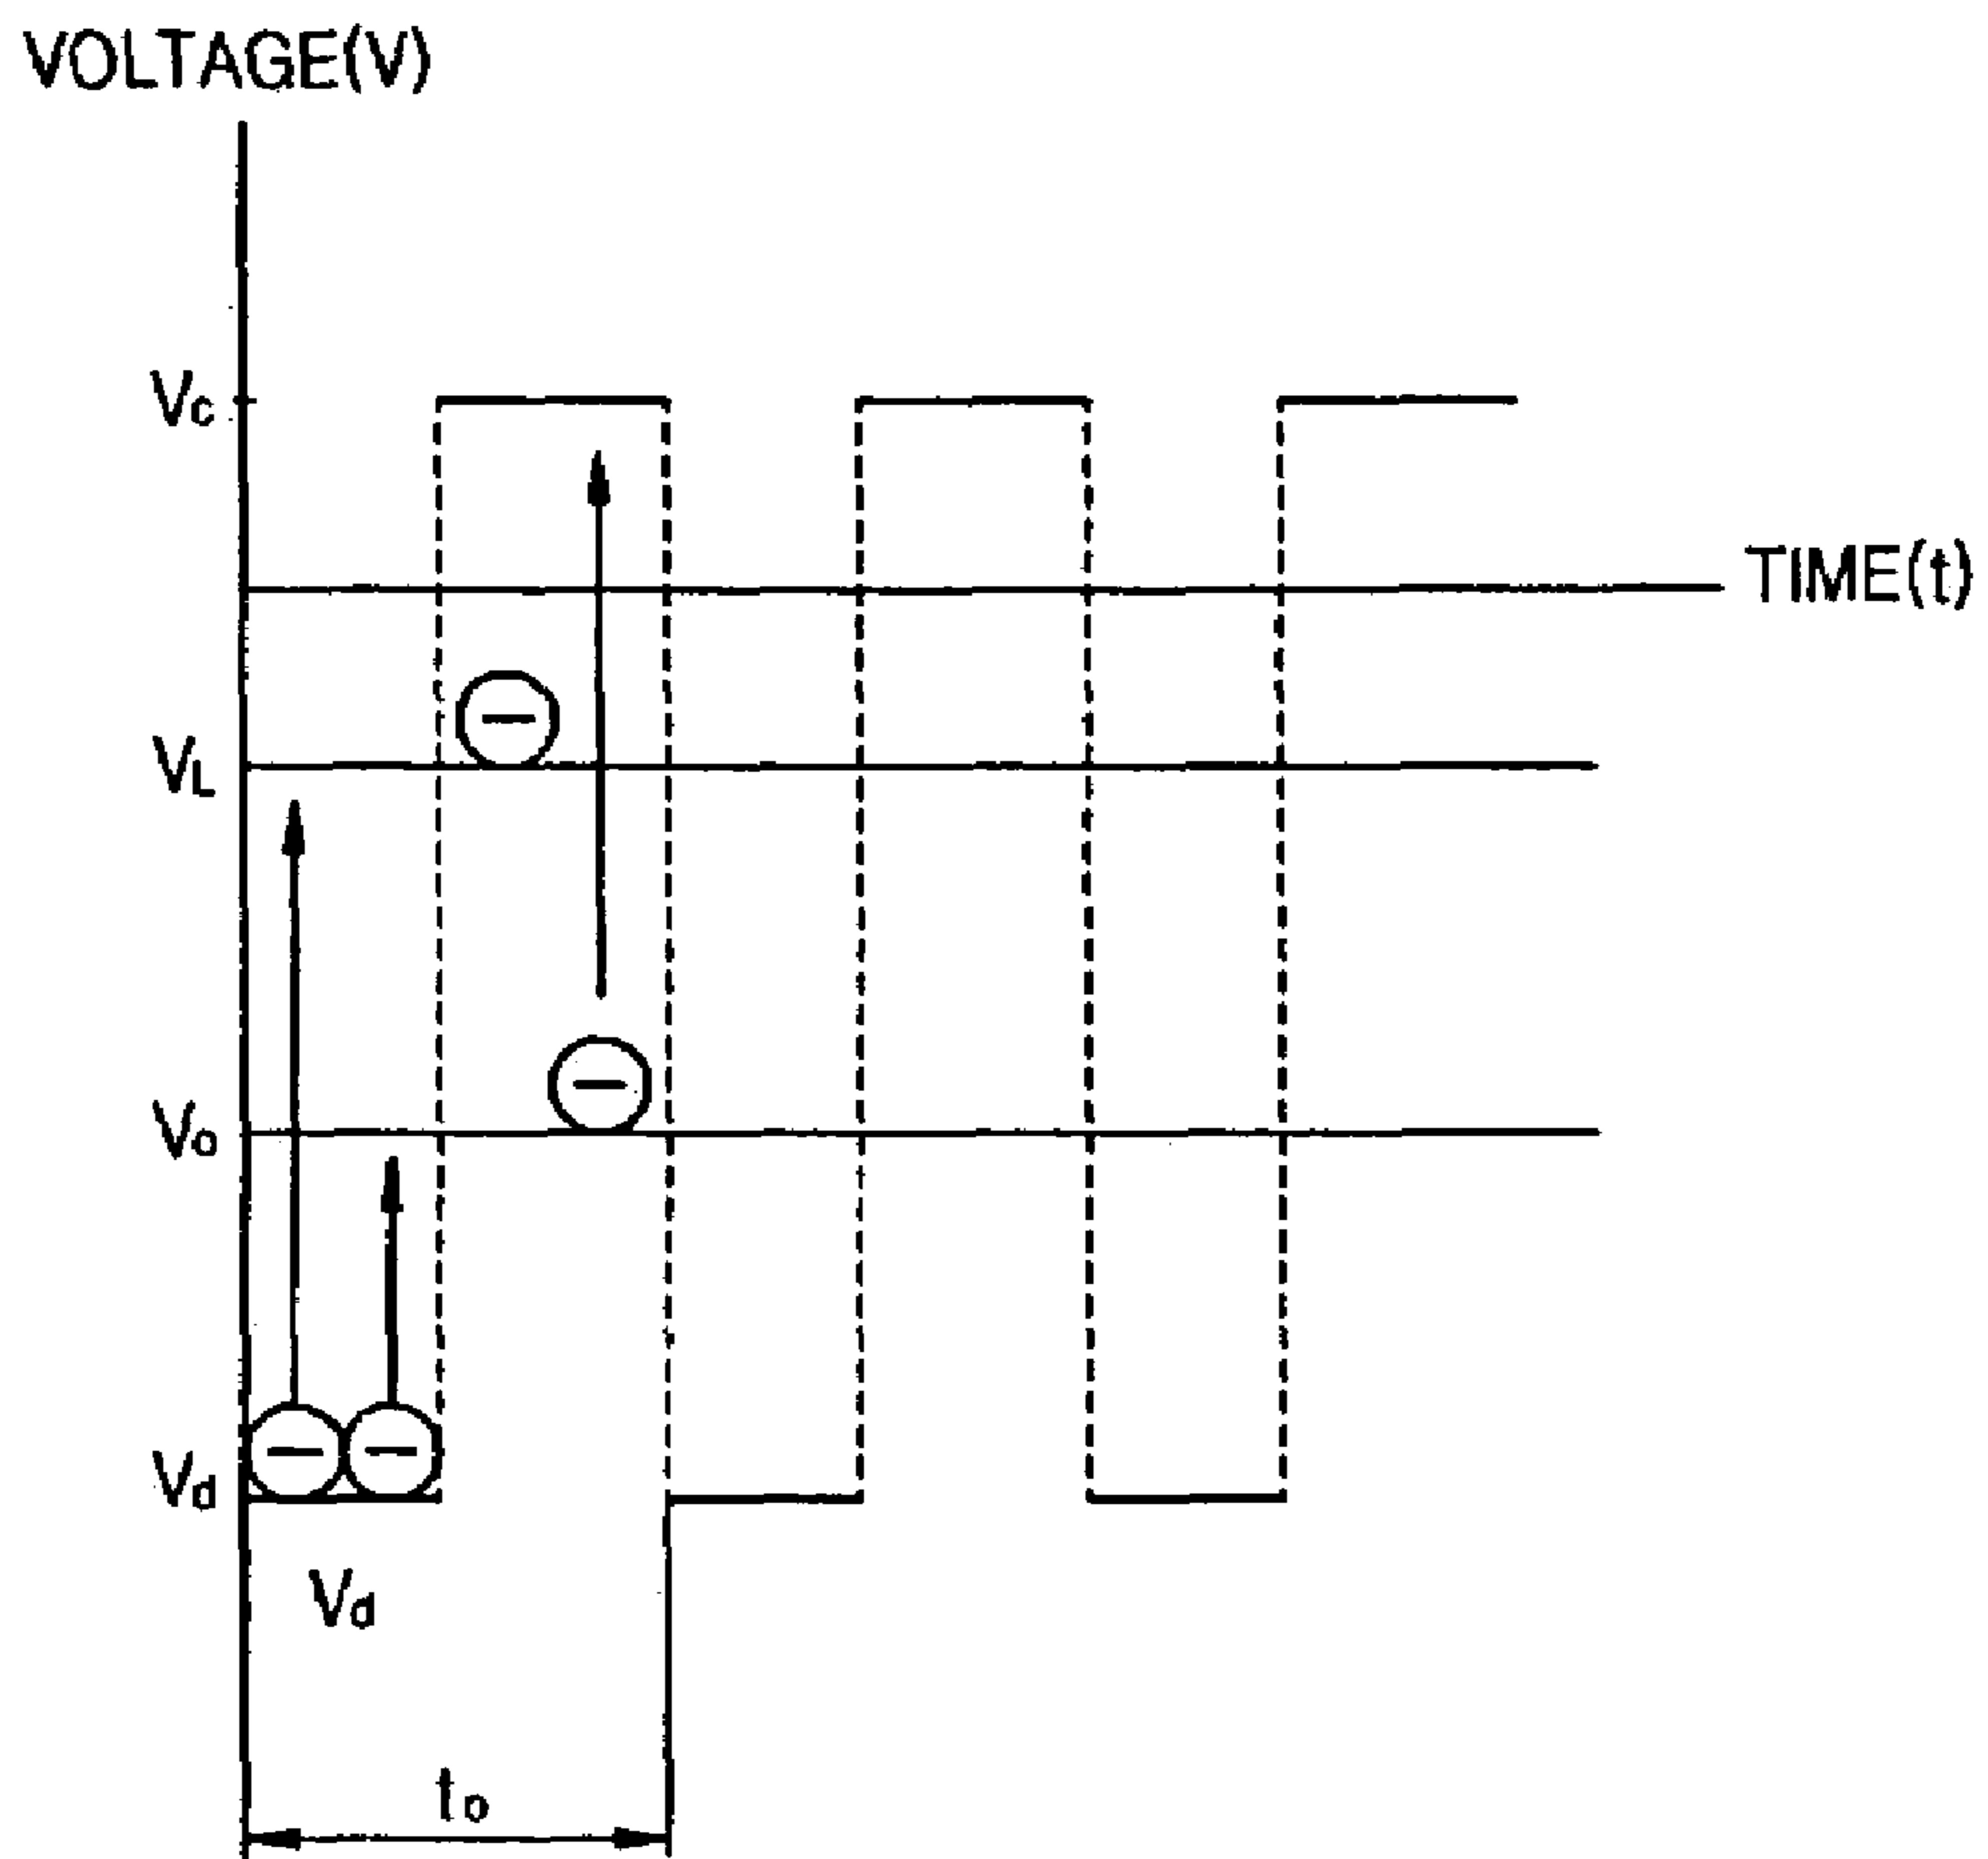 VOLTAGE(V)
Vc
TIME(t)
VL
Vo
Vd
Vd
to